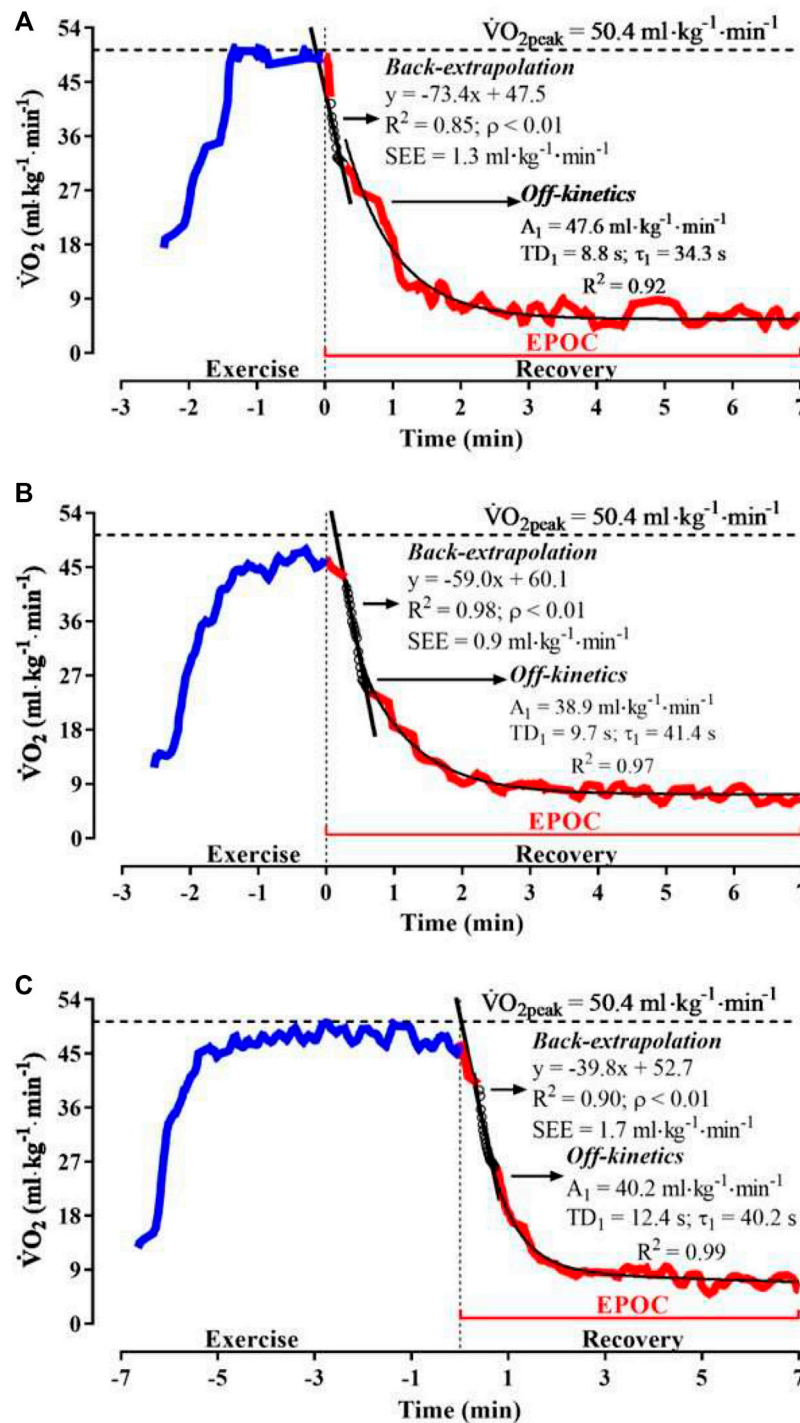 A
V̇O2peak = 50.4 ml·kg-1·min-1
Back-extrapolation
y = -73.4x + 47.5
R2 = 0.85; ρ < 0.01
SEE = 1.3 ml·kg-1·min-1
Off-kinetics
A1 = 47.6 ml·kg-1·min-1
TD1 = 8.8 s; τ1 = 34.3 s
R2 = 0.92
V̇O2 (ml·kg-1·min-1)
54
45
36
27
18
9
0
EPOC
Exercise Recovery
-3 -2 -1 0 1 2 3 4 5 6 7
Time (min)
B
V̇O2peak = 50.4 ml·kg-1·min-1
Back-extrapolation
y = -59.0x + 60.1
R2 = 0.98; ρ < 0.01
SEE = 0.9 ml·kg-1·min-1
Off-kinetics
A1 = 38.9 ml·kg-1·min-1
TD1 = 9.7 s; τ1 = 41.4 s
R2 = 0.97
V̇O2 (ml·kg-1·min-1)
54
45
36
27
18
9
0
EPOC
Exercise Recovery
-3 -2 -1 0 1 2 3 4 5 6 7
Time (min)
C
V̇O2peak = 50.4 ml·kg-1·min-1
Back-extrapolation
y = -39.8x + 52.7
R2 = 0.90; ρ < 0.01
SEE = 1.7 ml·kg-1·min-1
Off-kinetics
A1 = 40.2 ml·kg-1·min-1
TD1 = 12.4 s; τ1 = 40.2 s
R2 = 0.99
V̇O2 (ml·kg-1·min-1)
54
45
36
27
18
9
0
EPOC
Exercise Recovery
-7 -5 -3 -1 1 3 5 7
Time (min)